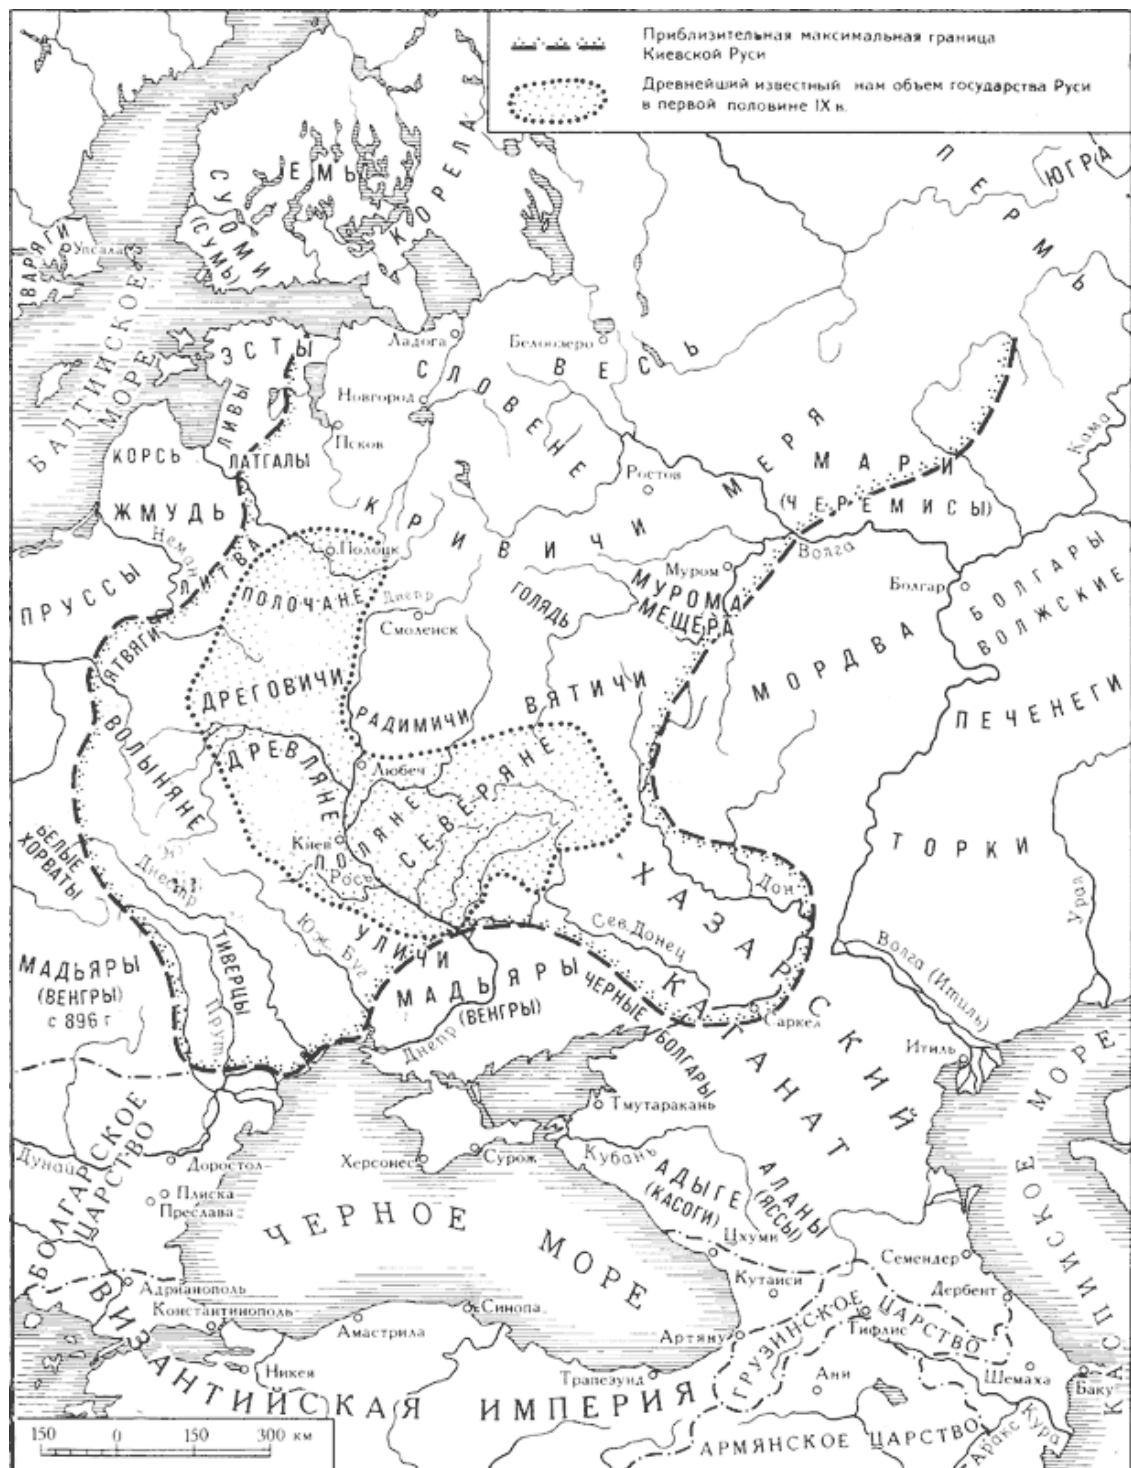 Приблизительная максимальная граница
Киевской Руси
Древнейший известный нам объем государства Руси
в первой половине IX в.
ПЕРМЬ
ЮГРА
ЕМЬ
КОРЕЛА
СУОМИ
(СУМЬ)
ВАРЯГИ
Упсала
БАЛТИЙСКОЕ
МОРЕ
ЭСТЫ
Ладога
Белоозеро
ВЕСЬ
СЛОВЕНЕ
Новгород
ЛИВЫ
Псков
КОРСЬ
ЛАТГАЛЫ
Ростов
МЕРЯ
МАРИ
(ЧЕРЕМИСЫ)
Кама
ЖМУДЬ
КРИВИЧИ
Неман
ЛИТВА
Полоцк
Волга
ПРУССЫ
ПОЛОЧАНЕ
Днепр
Смоленск
ГОЛЯДЬ
Муром
МУРОМА
МЕЩЕРА
Болгар
БОЛГАРЫ
ВОЛЖСКИЕ
МОРДВА
ЯТВЯГИ
ДРЕГОВИЧИ
РАДИМИЧИ
ВЯТИЧИ
ПЕЧЕНЕГИ
ВОЛЫНЯНЕ
ДРЕВЛЯНЕ
Любеч
СЕВЕРЯНЕ
ПОЛЯНЕ
Киев
Рось
ТОРКИ
БЕЛЫЕ
ХОРВАТЫ
Днестр
Дон
Урал
Юж. Буг
УЛИЧИ
Сев. Донец
ХАЗАРСКИЙ
КАГАНАТ
Волга (Итиль)
МАДЬЯРЫ
(ВЕНГРЫ)
с 896 г
ТИВЕРЦЫ
Прут
МАДЬЯРЫ
(ВЕНГРЫ)
Днепр
ЧЕРНЫЕ
БОЛГАРЫ
Саркел
Итиль
Тмутаракань
БОЛГАРСКОЕ
ЦАРСТВО
Дунай
Доростол
Плиска
Преслава
Херсонес
Сурож
Кубань
АДЫГЕ
(КАСОГИ)
АЛАНЫ
(ЯССЫ)
ЧЕРНОЕ МОРЕ
Цхуми
Семендер
КАСПИЙСКОЕ МОРЕ
Кутаиси
Дербент
Адрианополь
Константинополь
Синопа
Амастрила
Артяну
ГРУЗИНСКОЕ
ЦАРСТВО
Тифлис
Никея
Трапезунд
Ани
Шемаха
Баку
ВИЗАНТИЙСКАЯ ИМПЕРИЯ
АРМЯНСКОЕ ЦАРСТВО
Аракс
Кура
150 0 300 км